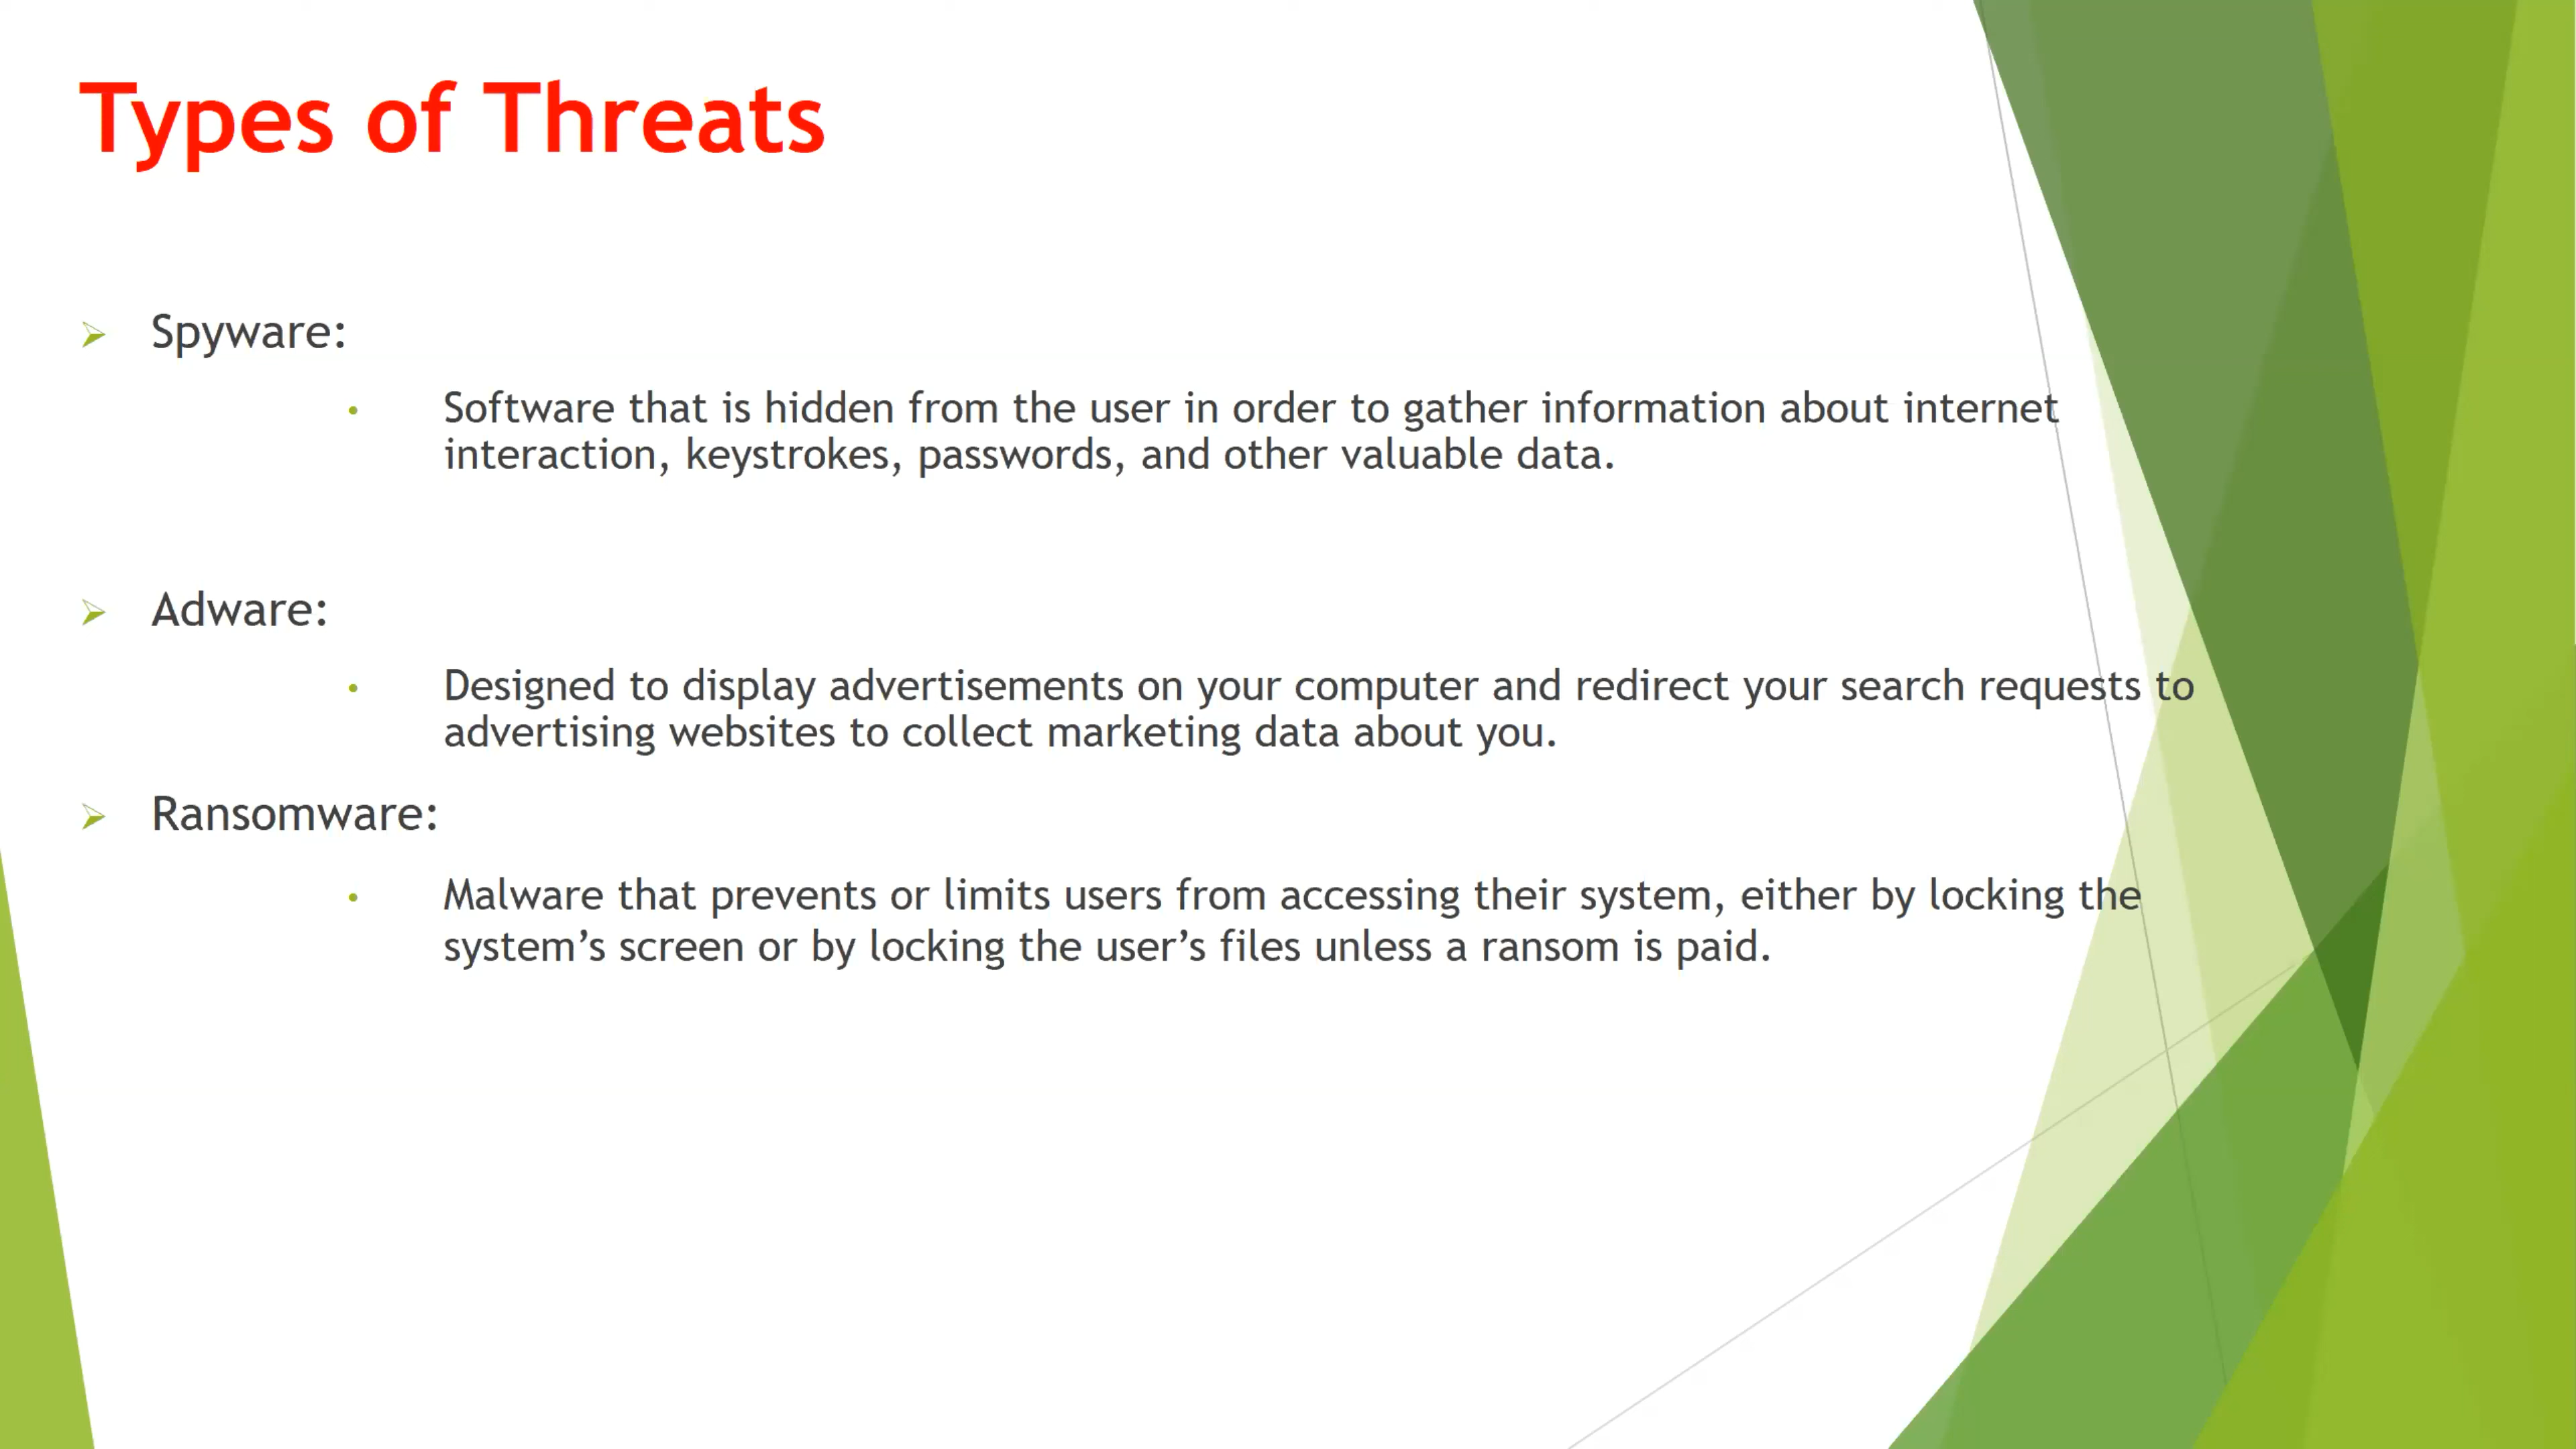 Types of Threats
Spyware:
Software that is hidden from the user in order to gather information about internet
interaction, keystrokes, passwords, and other valuable data.
Adware:
Designed to display advertisements on your computer and redirect your search requests to
advertising websites to collect marketing data about you.
Ransomware:
Malware that prevents or limits users from accessing their system, either by locking the
system’s screen or by locking the user’s files unless a ransom is paid.